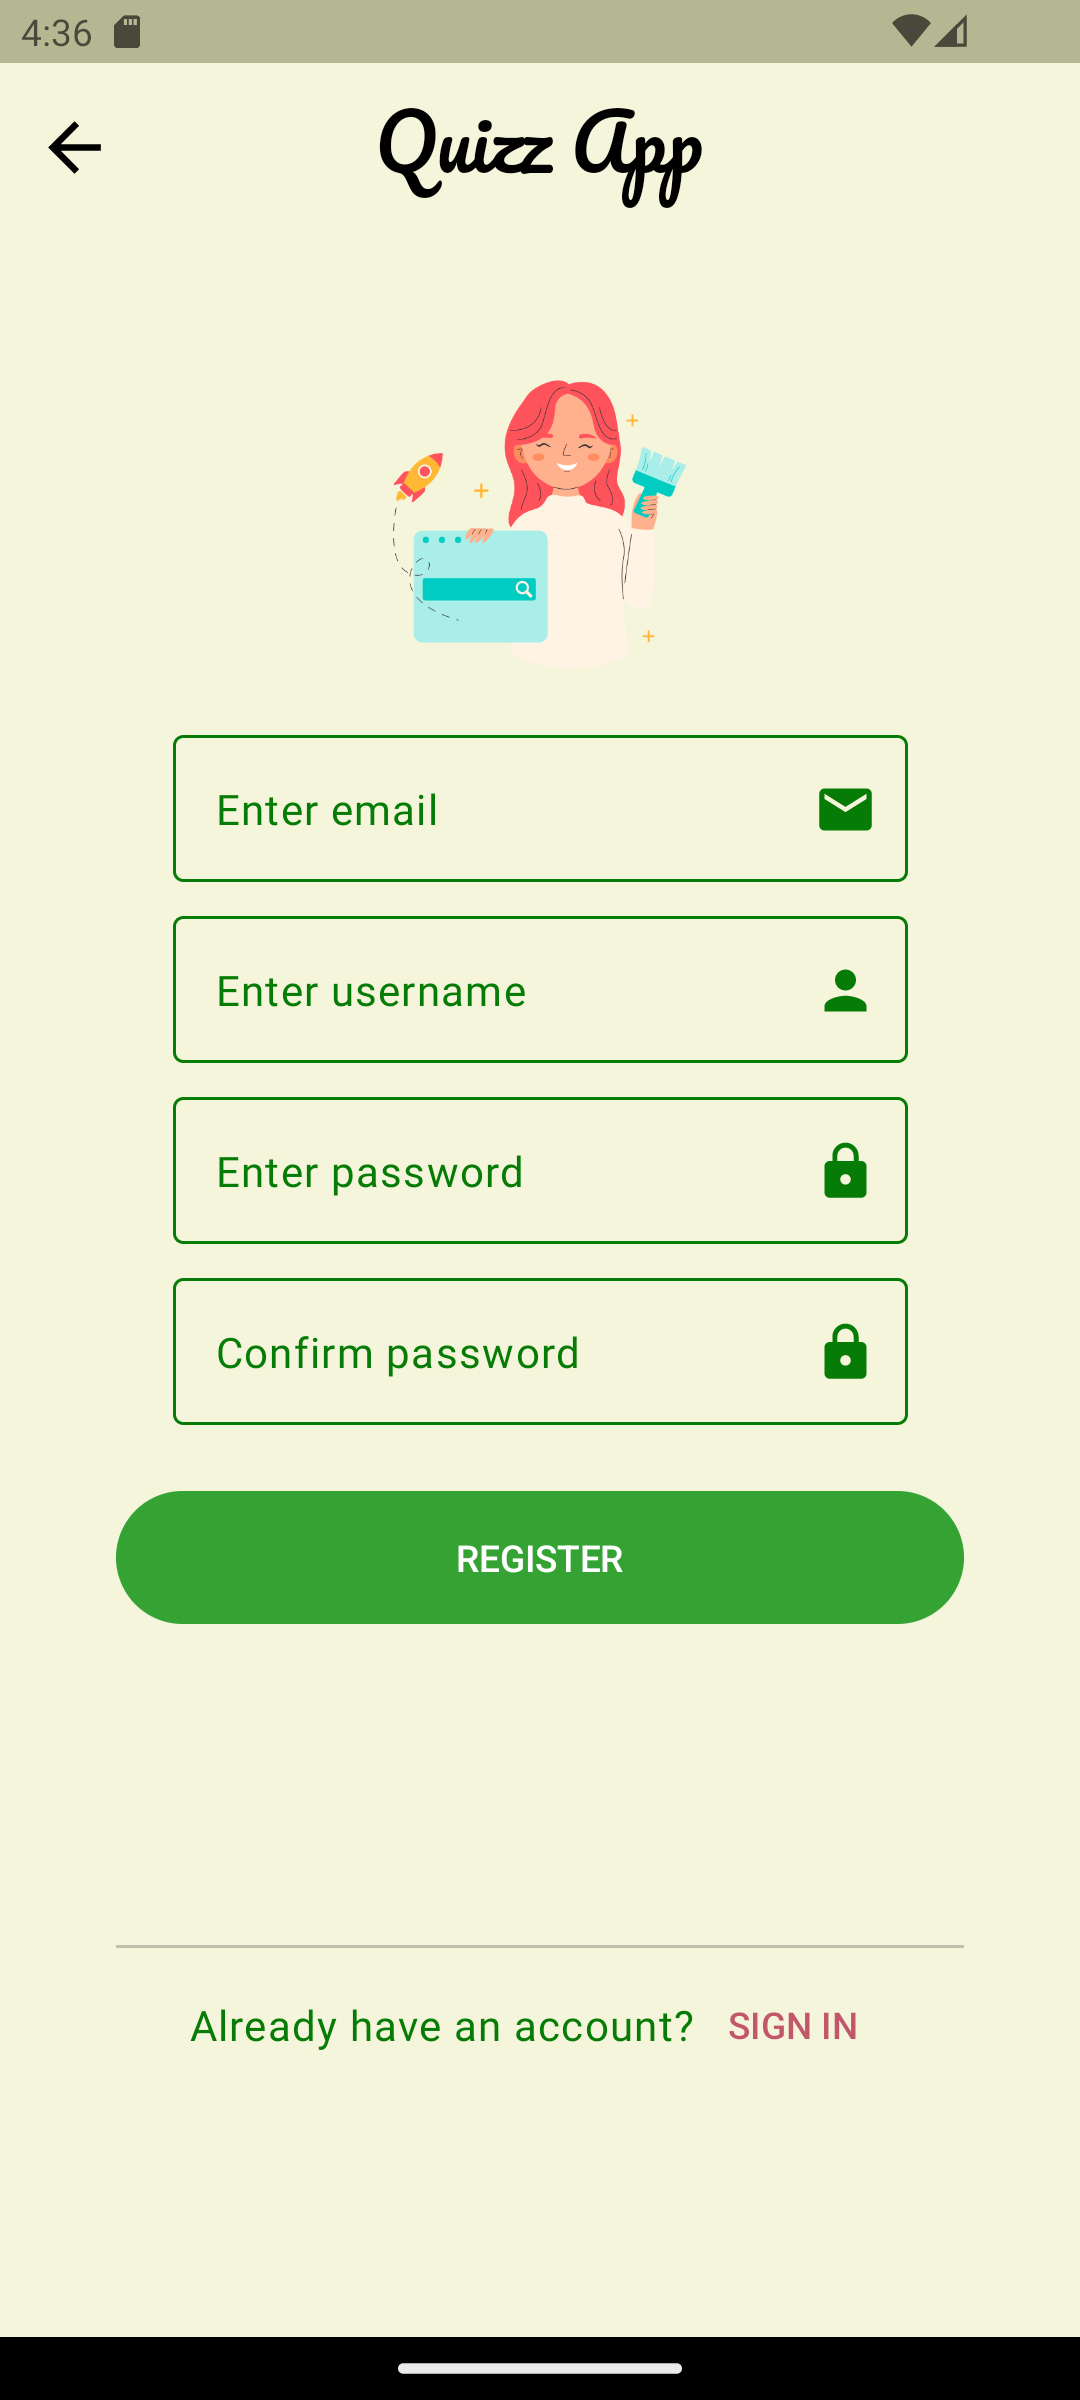 4:36
Quizz App
Enter email
Enter username
Enter password
Confirm password
REGISTER
Already have an account? SIGN IN